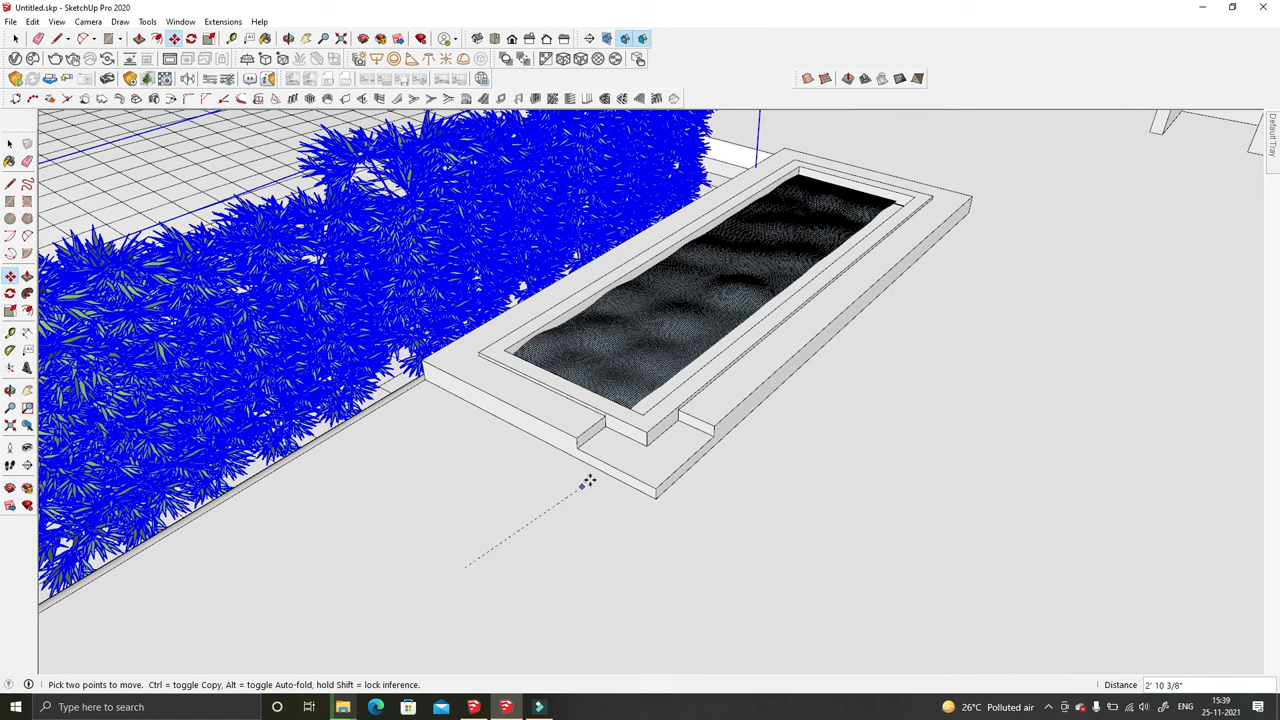 Untitled.skp - SketchUp Pro 2020
File Edit View Camera Draw Tools Window Extensions Help
Default Tray
Pick two points to move. Ctrl = toggle Copy, Alt = toggle Auto-fold, hold Shift = lock inference.
Distance 2' 10 3/8"
Type here to search
26°C Polluted air
ENG
15:39
25-11-2021